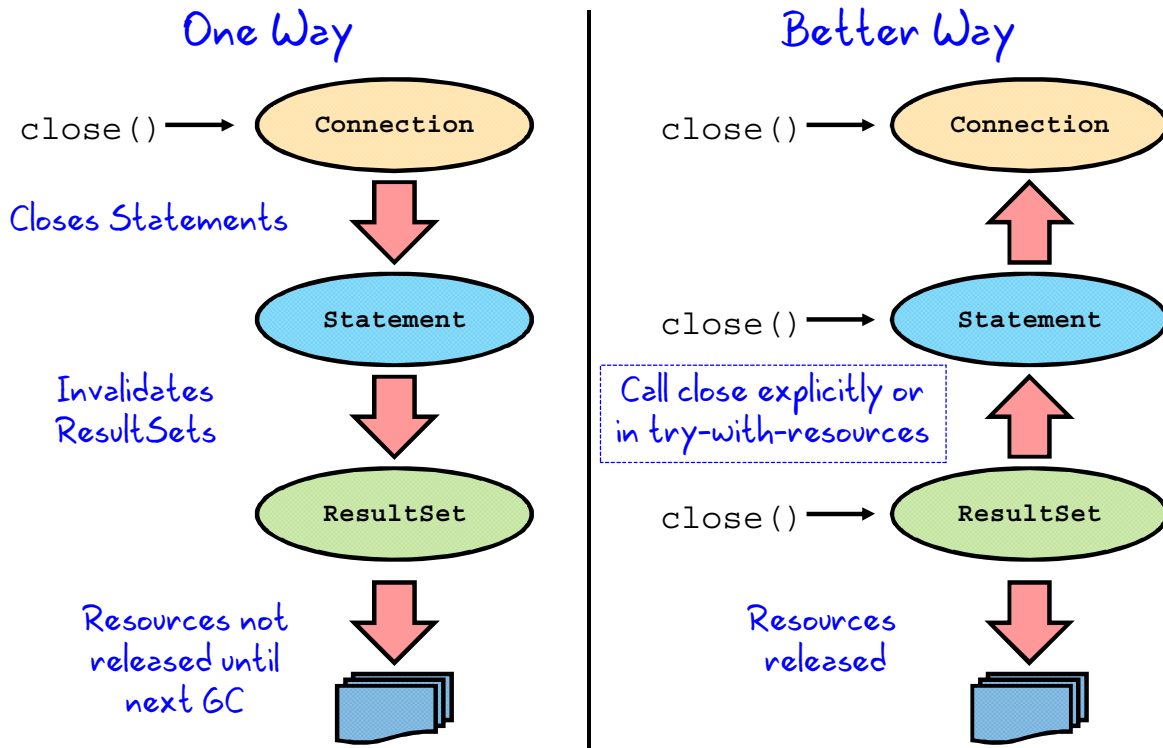 One Way
close()
Connection
Closes Statements
Statement
Invalidates
ResultSets
ResultSet
Resources not
released until
next GC
Better Way
close()
Connection
close()
Statement
Call close explicitly or
in try-with-resources
close()
ResultSet
Resources
released